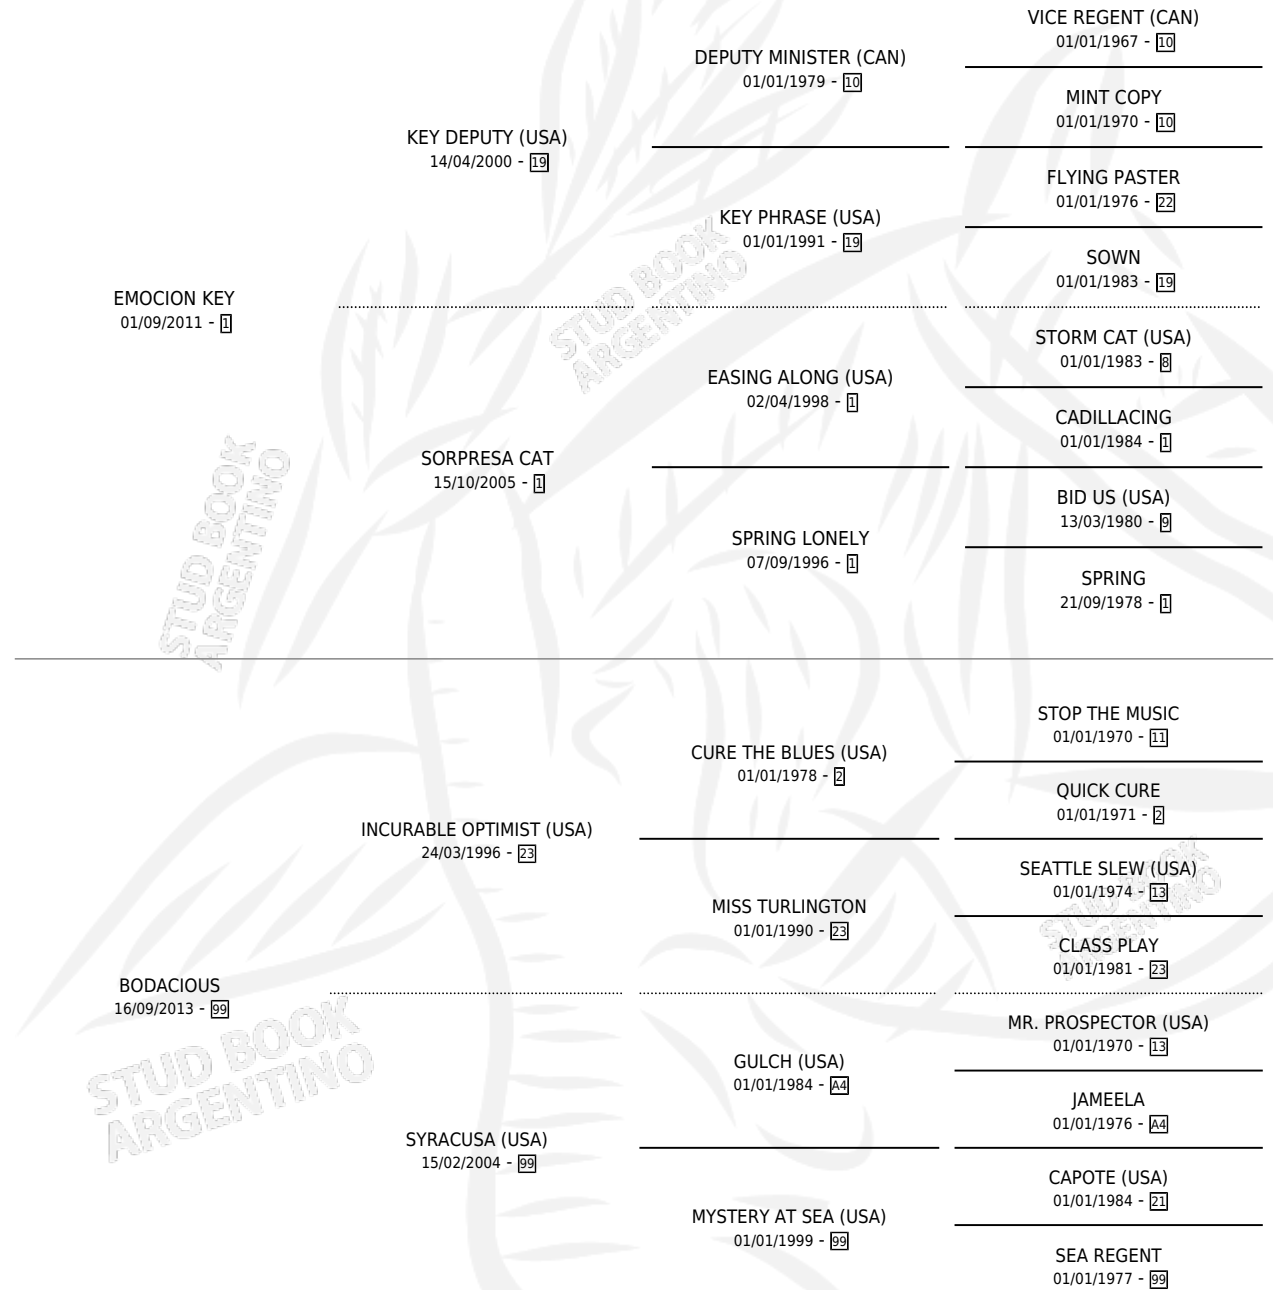 VICE REGENT (CAN)
01/01/1967 - 10
DEPUTY MINISTER (CAN)
01/01/1979 - 10
MINT COPY
01/01/1970 - 10
KEY DEPUTY (USA)
14/04/2000 - 19
FLYING PASTER
01/01/1976 - 22
KEY PHRASE (USA)
01/01/1991 - 19
SOWN
01/01/1983 - 19
EMOCION KEY
01/09/2011 - 1
STUD BOOK
ARGENTINO
STORM CAT (USA)
01/01/1983 - 8
EASING ALONG (USA)
02/04/1998 - 1
CADILLACING
01/01/1984 - 1
SORPRESA CAT
15/10/2005 - 1
BID US (USA)
13/03/1980 - 9
SPRING LONELY
07/09/1996 - 1
SPRING
21/09/1978 - 1
STUD BOOK
ARGENTINO
STOP THE MUSIC
01/01/1970 - 11
CURE THE BLUES (USA)
01/01/1978 - 2
QUICK CURE
01/01/1971 - 2
INCURABLE OPTIMIST (USA)
24/03/1996 - 23
SEATTLE SLEW (USA)
01/01/1974 - 13
MISS TURLINGTON
01/01/1990 - 23
CLASS PLAY
01/01/1981 - 23
STUD BOOK
ARGENTINO
BODACIOUS
16/09/2013 - 99
MR. PROSPECTOR (USA)
01/01/1970 - 13
GULCH (USA)
01/01/1984 - A4
JAMEELA
01/01/1976 - A4
STUD BOOK
ARGENTINO
SYRACUSA (USA)
15/02/2004 - 99
CAPOTE (USA)
01/01/1984 - 21
MYSTERY AT SEA (USA)
01/01/1999 - 99
SEA REGENT
01/01/1977 - 99